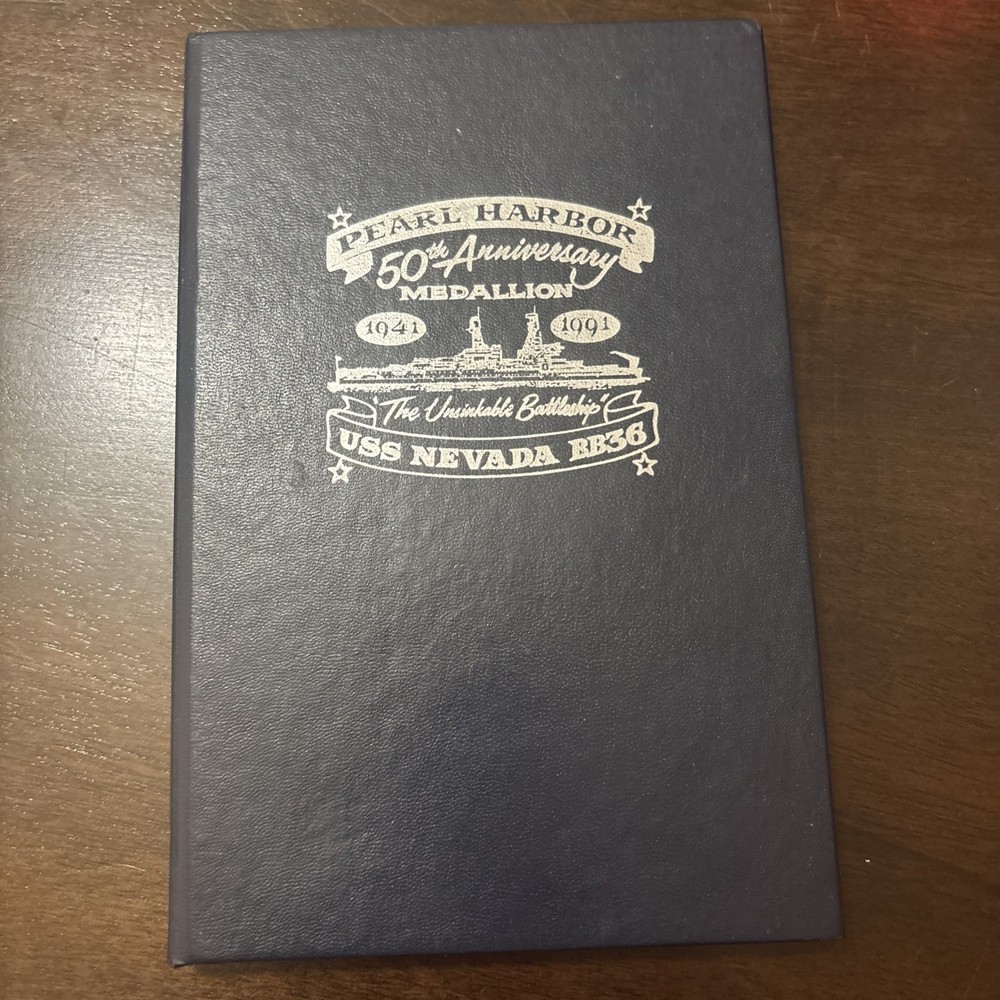 PEARL HARBOR
50th Anniversary
MEDALLION
1941 1991
"The Unsinkable Battleship"
USS NEVADA BB36